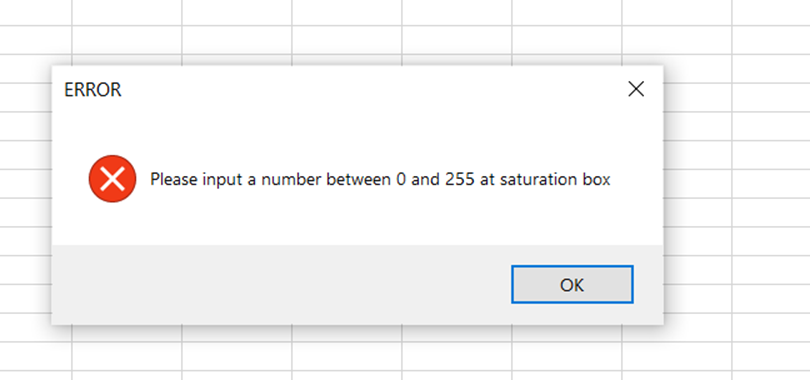 ERROR
Please input a number between 0 and 255 at saturation box
OK